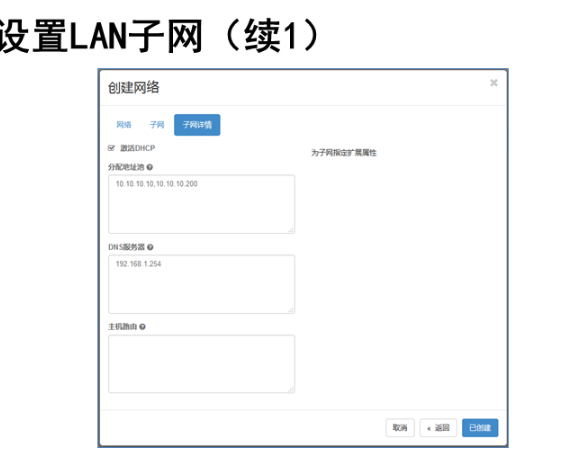 设置LAN子网（续1）
创建网络
×
网络 子网 子网详情
激活DHCP
为子网指定扩展属性
分配地址池
10.10.10.10,10.10.10.200
DNS服务器
192.168.1.254
主机路由
取消 « 返回 已创建